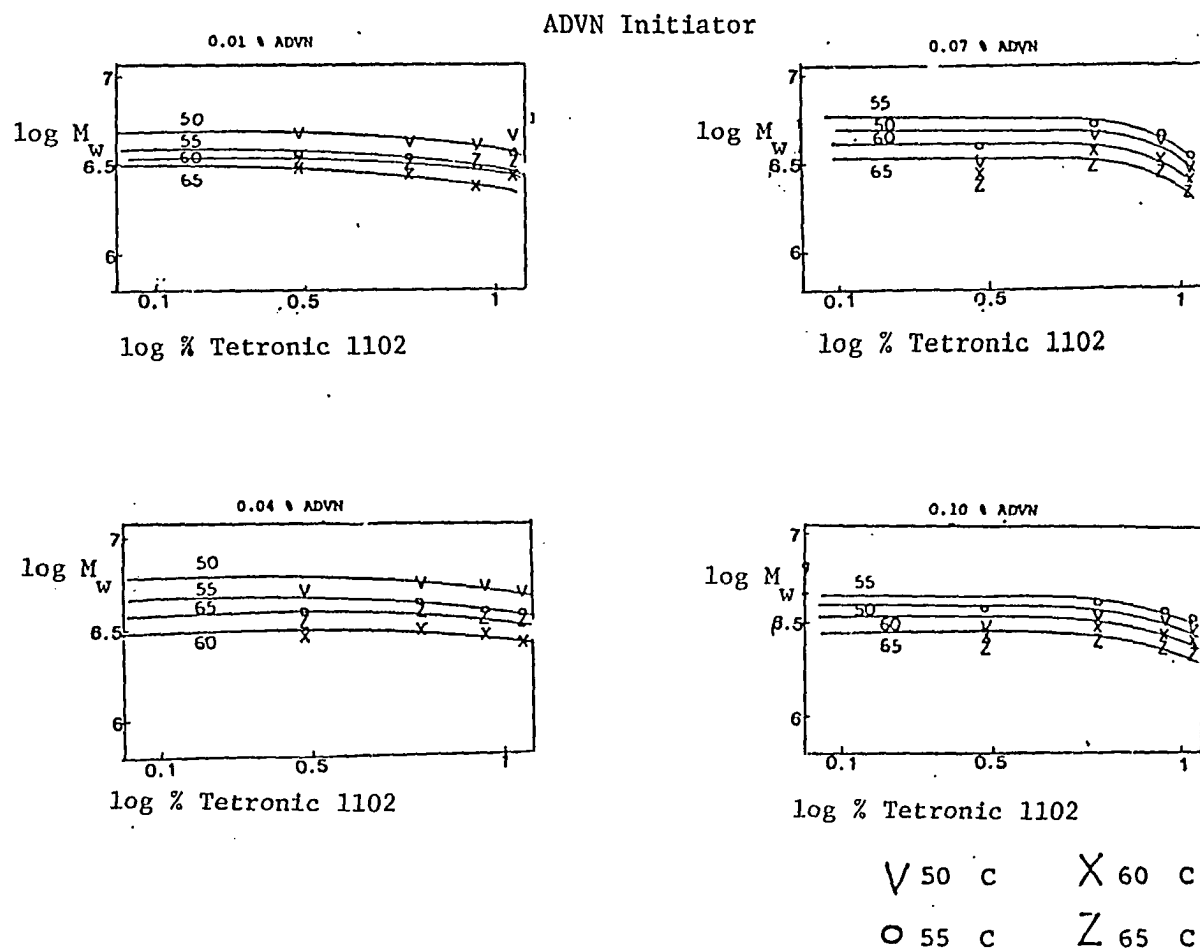 ADVN Initiator
0.01 % ADVN
7
log M
w
6.5
6
50
55
60
65
0.1
0.5
1
log % Tetronic 1102
0.07 % ADVN
7
log M
w
6.5
6
55
50
60
65
0.1
0.5
1
log % Tetronic 1102
0.04 % ADVN
7
log M
w
6.5
6
50
55
65
60
0.1
0.5
1
log % Tetronic 1102
0.10 % ADVN
7
log M
w
6.5
6
55
50
60
65
0.1
0.5
1
log % Tetronic 1102
V 50 C X 60 C
O 55 C Z 65 C